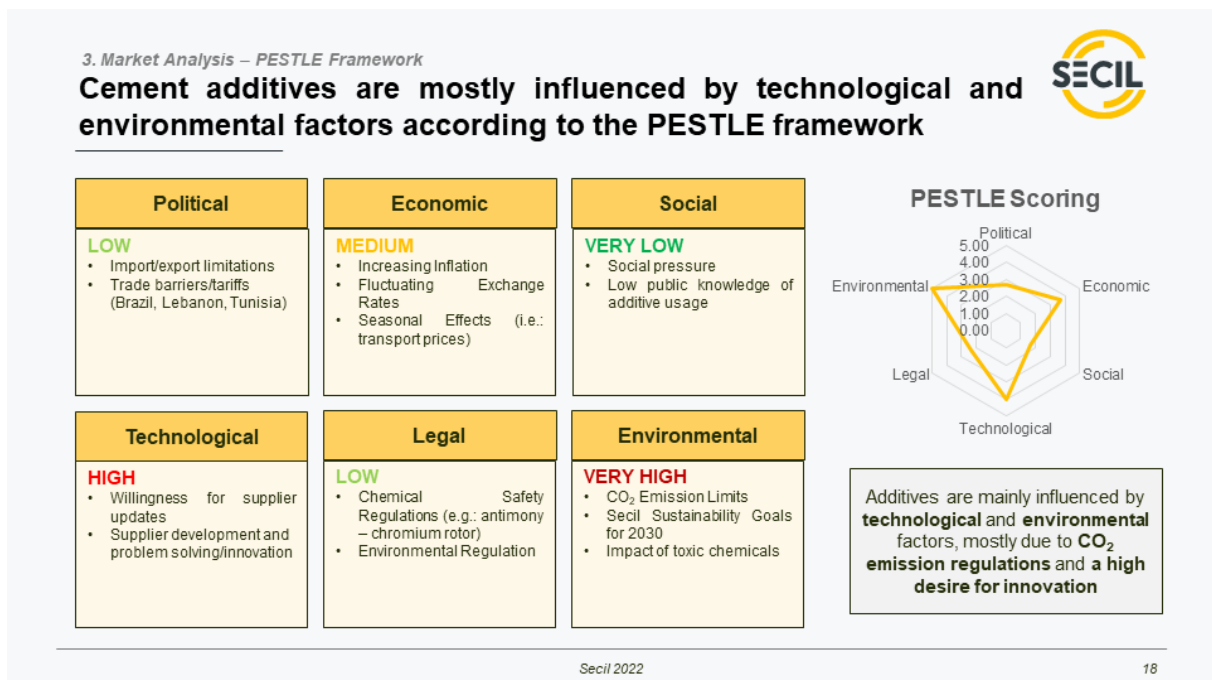 3. Market Analysis – PESTLE Framework
Cement additives are mostly influenced by technological and
environmental factors according to the PESTLE framework
SECIL
Political
LOW
• Import/export limitations
• Trade barriers/tariffs
(Brazil, Lebanon, Tunisia)
Economic
MEDIUM
• Increasing Inflation
• Fluctuating Exchange
Rates
• Seasonal Effects (i.e.:
transport prices)
Social
VERY LOW
• Social pressure
• Low public knowledge of
additive usage
Technological
HIGH
• Willingness for supplier
updates
• Supplier development and
problem solving/innovation
Legal
LOW
• Chemical Safety
Regulations (e.g.: antimony
– chromium rotor)
• Environmental Regulation
Environmental
VERY HIGH
• CO₂ Emission Limits
• Secil Sustainability Goals
for 2030
• Impact of toxic chemicals
PESTLE Scoring
Political
5.00
4.00
3.00
2.00
1.00
0.00
Environmental
Economic
Legal
Social
Technological
Additives are mainly influenced by
technological and environmental
factors, mostly due to CO₂
emission regulations and a high
desire for innovation
Secil 2022
18